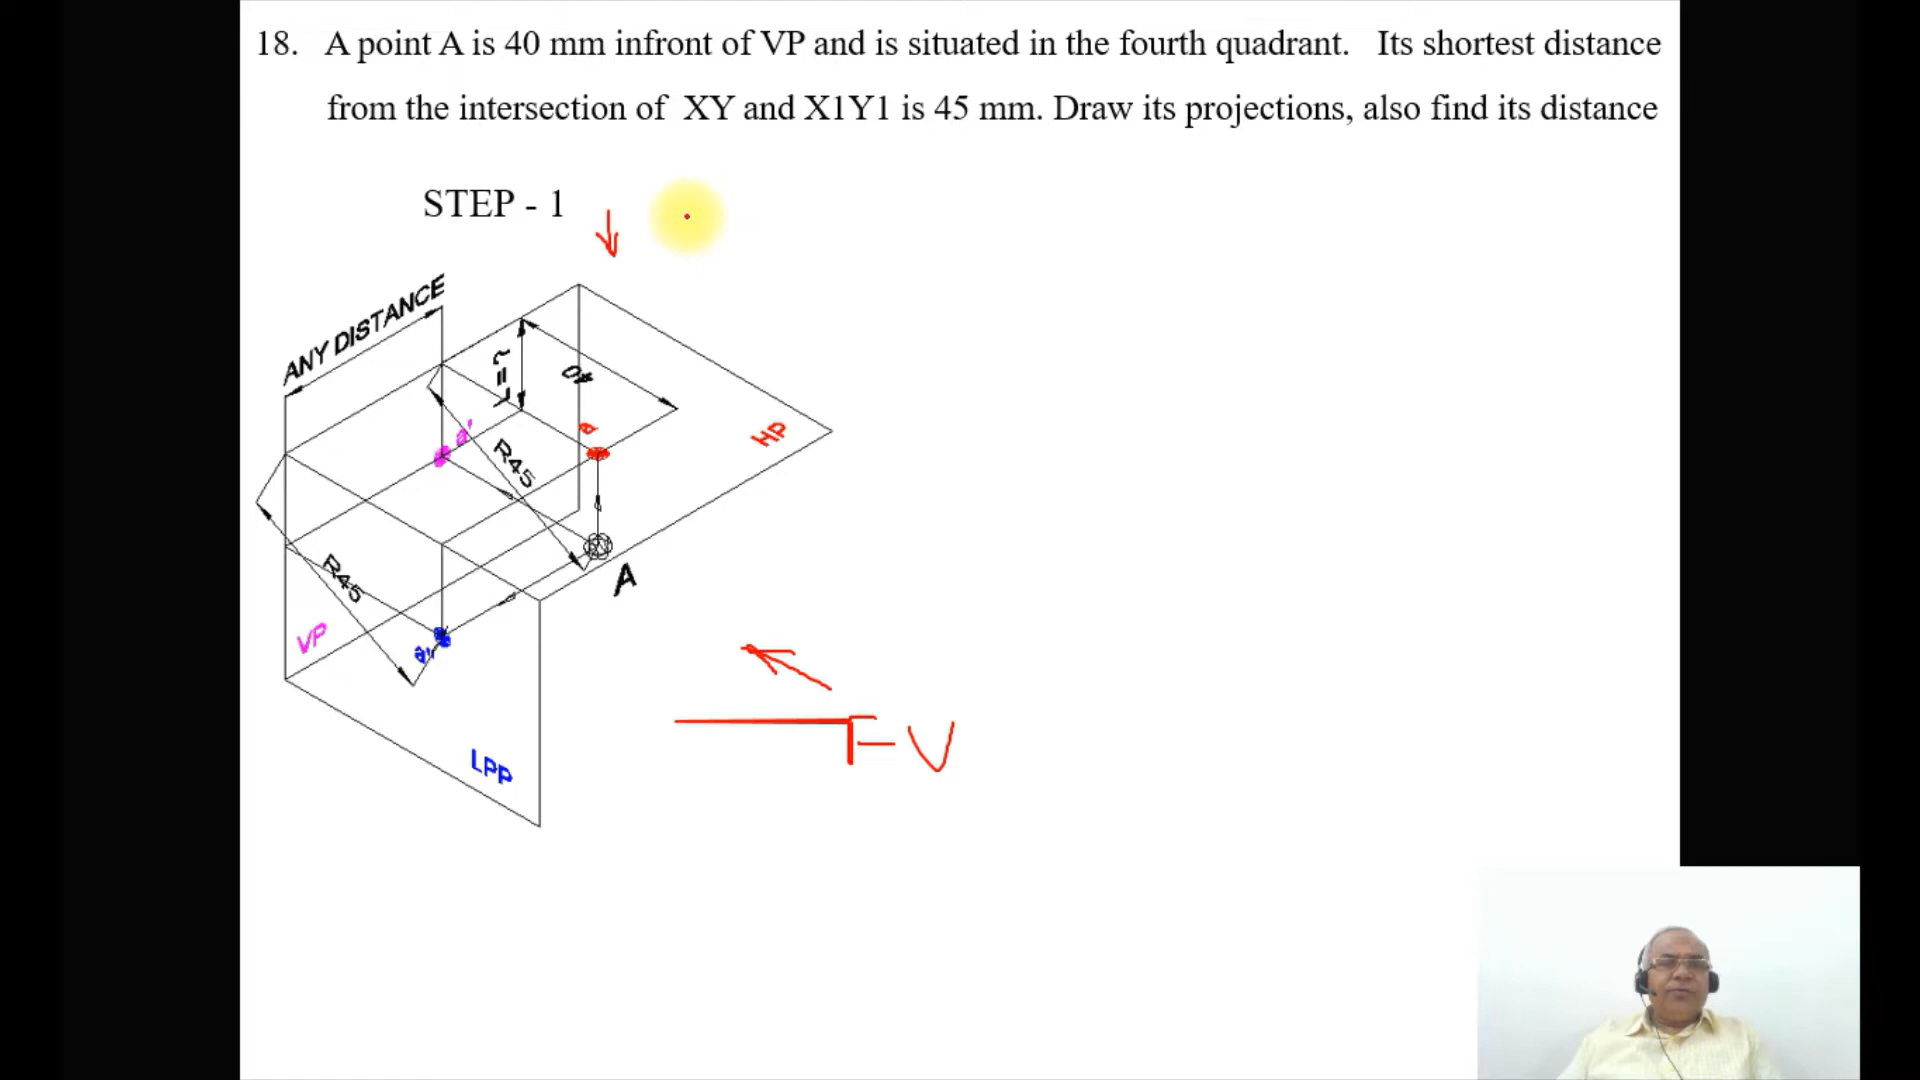 18. A point A is 40 mm infront of VP and is situated in the fourth quadrant. Its shortest distance
from the intersection of XY and X1Y1 is 45 mm. Draw its projections, also find its distance
STEP - 1
ANY DISTANCE
L=?
40
HP
a
a'
R45
R45
A
VP
a"
LPP
F V